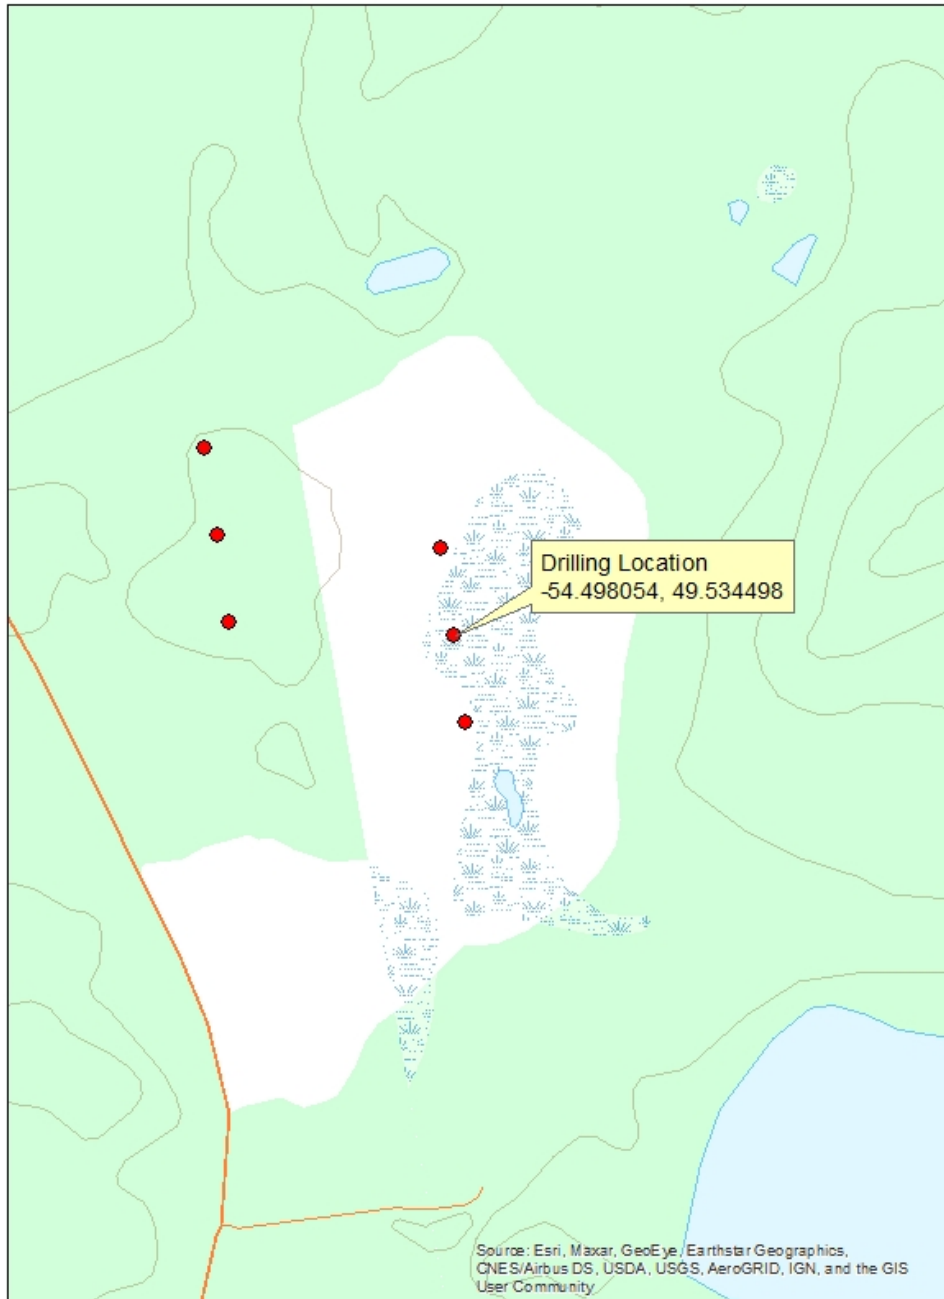 Drilling Location
-54.498054, 49.534498
Source: Esri, Maxar, GeoEye, Earthstar Geographics,
CNES/Airbus DS, USDA, USGS, AeroGRID, IGN, and the GIS
User Community